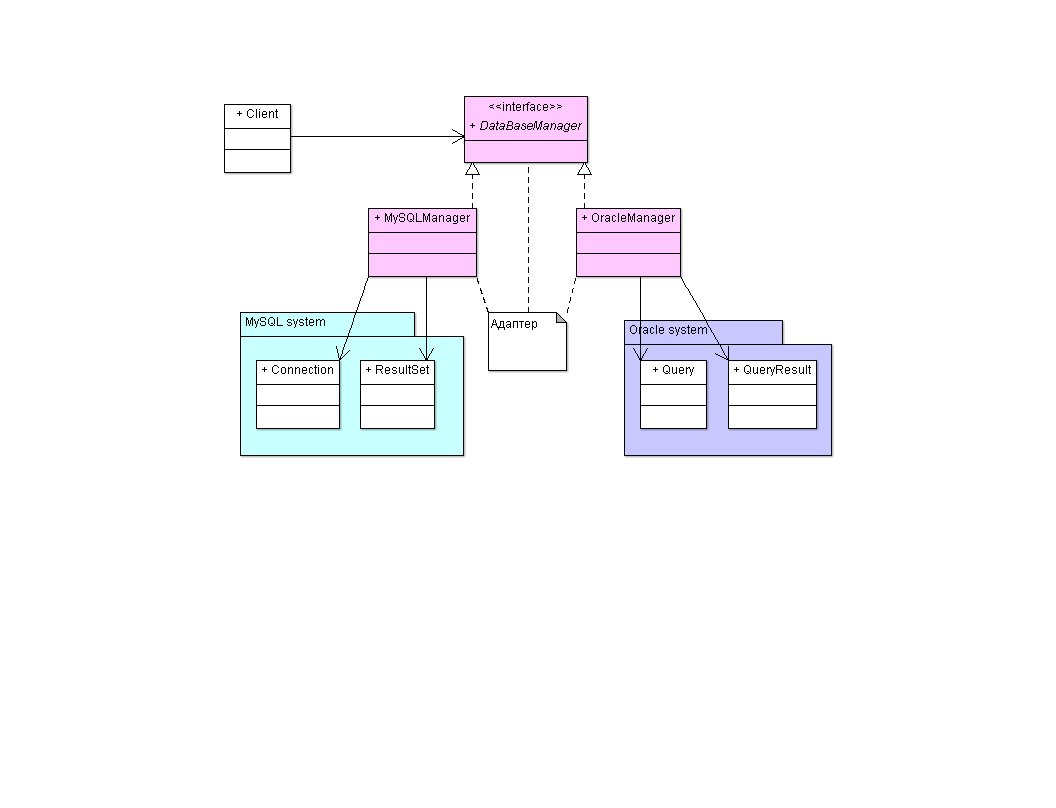 + Client
<<interface>>
+ DataBaseManager
+ MySQLManager
+ OracleManager
MySQL system
Адаптер
Oracle system
+ Connection
+ ResultSet
+ Query
+ QueryResult